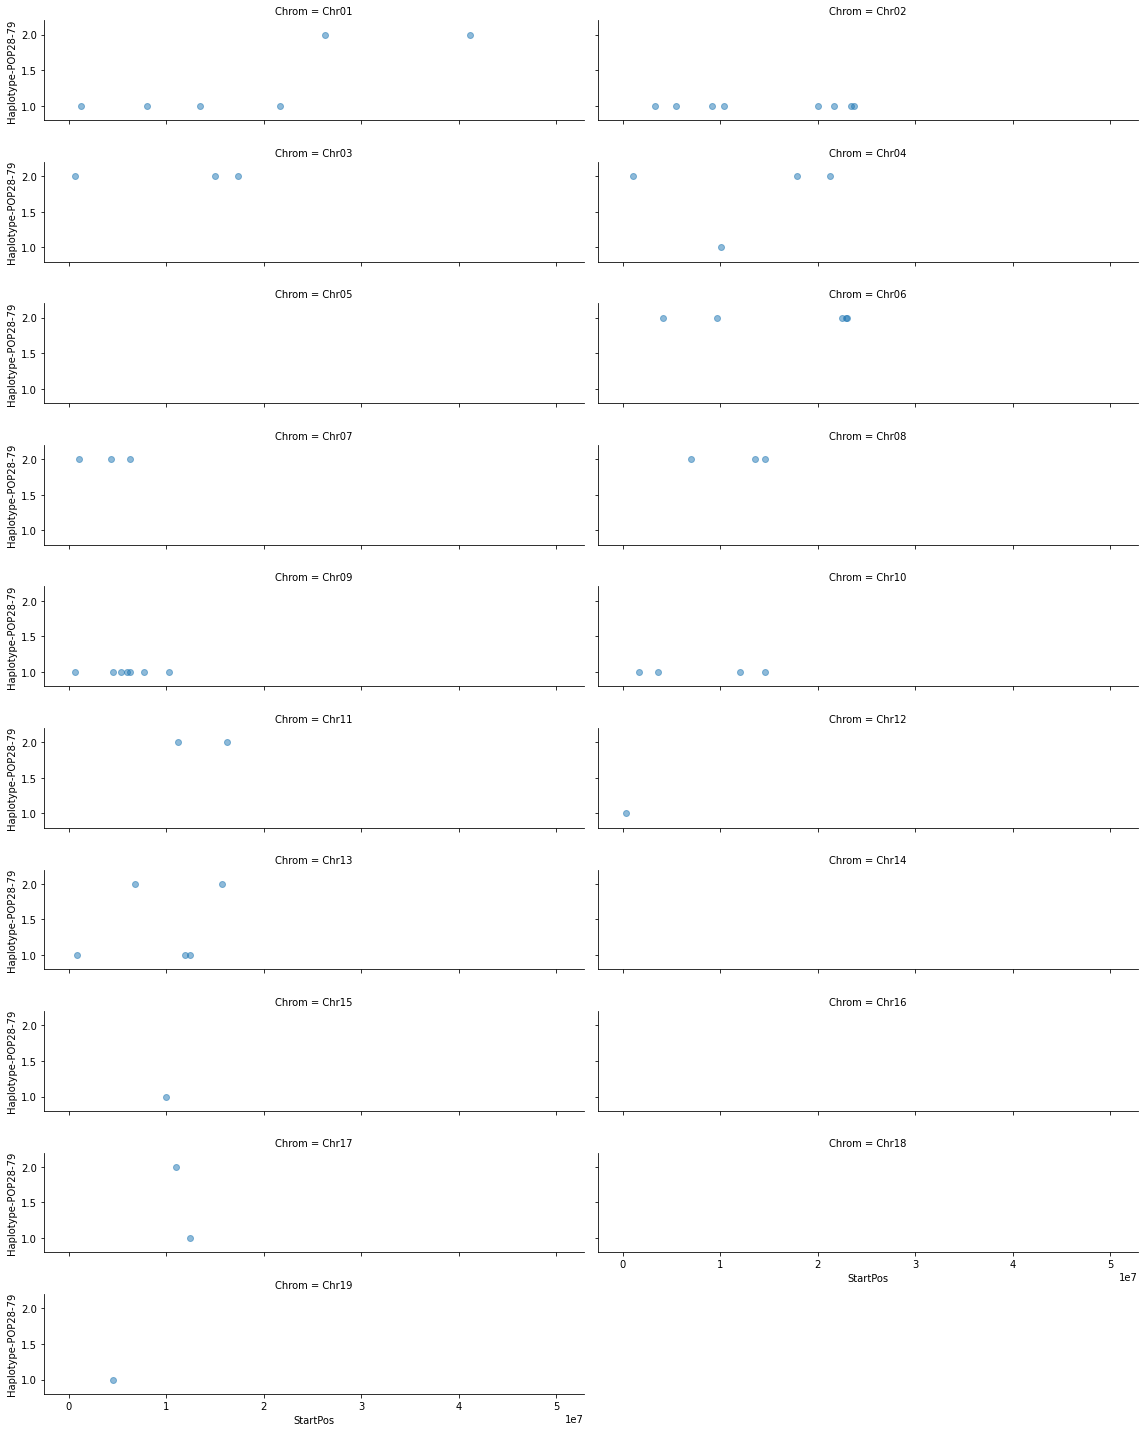 Chrom = Chr01
Chrom = Chr02
Haplotype-POP28-79
2.0
1.5
1.0
Chrom = Chr03
Chrom = Chr04
Haplotype-POP28-79
2.0
1.5
1.0
Chrom = Chr05
Chrom = Chr06
Haplotype-POP28-79
2.0
1.5
1.0
Chrom = Chr07
Chrom = Chr08
Haplotype-POP28-79
2.0
1.5
1.0
Chrom = Chr09
Chrom = Chr10
Haplotype-POP28-79
2.0
1.5
1.0
Chrom = Chr11
Chrom = Chr12
Haplotype-POP28-79
2.0
1.5
1.0
Chrom = Chr13
Chrom = Chr14
Haplotype-POP28-79
2.0
1.5
1.0
Chrom = Chr15
Chrom = Chr16
Haplotype-POP28-79
2.0
1.5
1.0
Chrom = Chr17
Chrom = Chr18
Haplotype-POP28-79
2.0
1.5
1.0
0 1 2 3 4 5
StartPos
1e7
Chrom = Chr19
Haplotype-POP28-79
2.0
1.5
1.0
0 1 2 3 4 5
StartPos
1e7